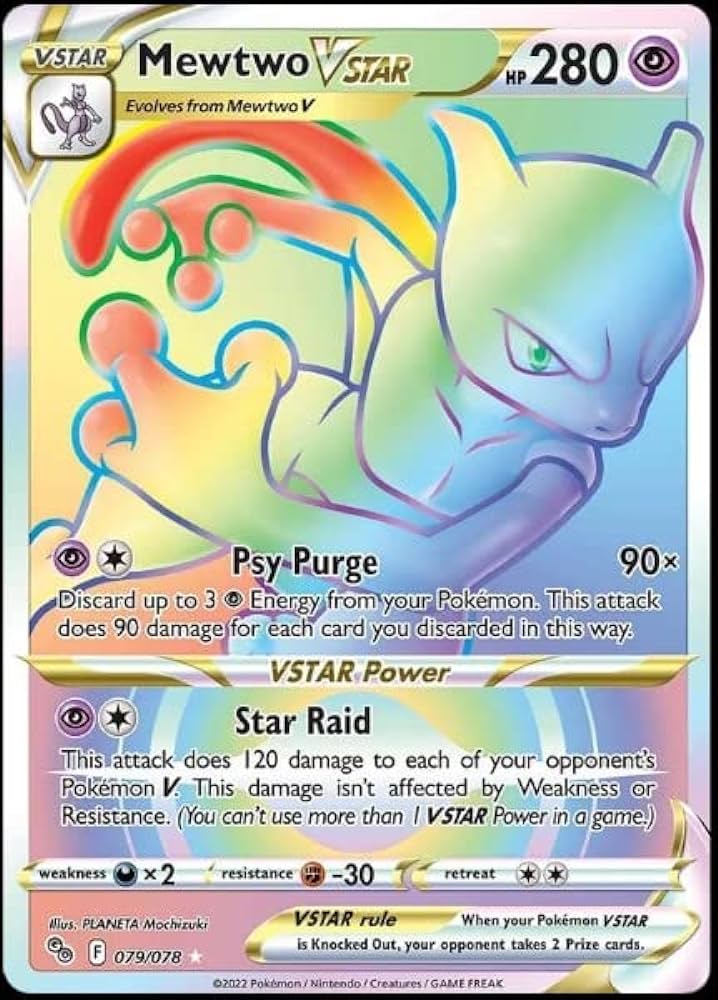 VSTAR Mewtwo VSTAR HP 280
Evolves from Mewtwo V
Psy Purge 90×
Discard up to 3 Energy from your Pokémon. This attack
does 90 damage for each card you discarded in this way.
VSTAR Power
Star Raid
This attack does 120 damage to each of your opponent's
Pokémon V. This damage isn't affected by Weakness or
Resistance. (You can't use more than 1 VSTAR Power in a game.)
weakness ×2 resistance -30 retreat
Illus. PLANETA Mochizuki
VSTAR rule When your Pokémon VSTAR
is Knocked Out, your opponent takes 2 Prize cards.
GO F 079/078
©2022 Pokémon / Nintendo / Creatures / GAME FREAK